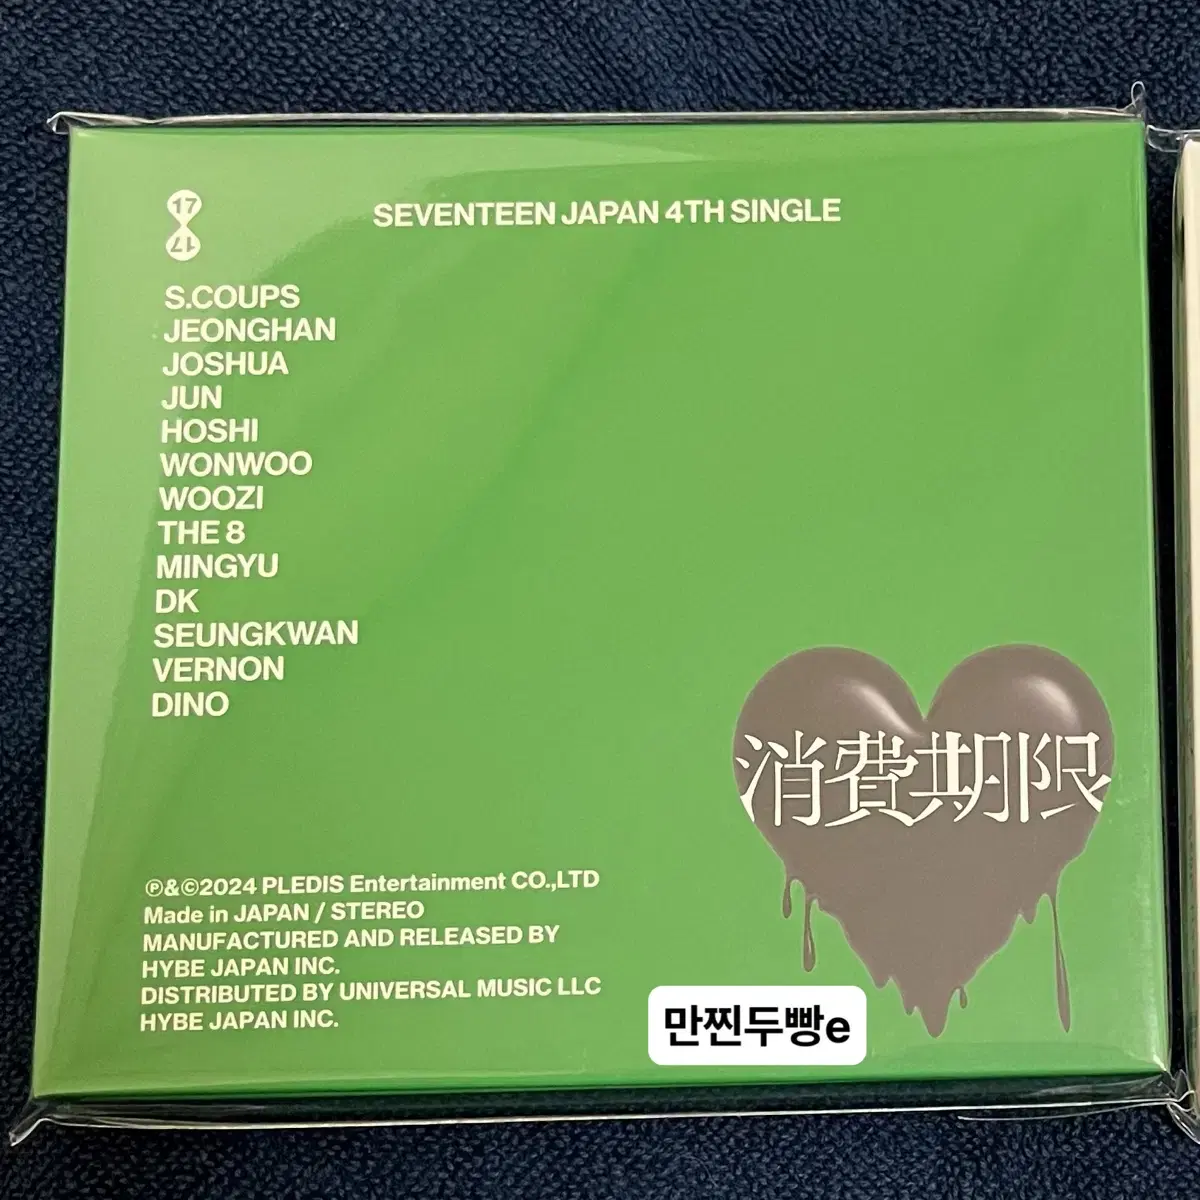 17
17
SEVENTEEN JAPAN 4TH SINGLE
S.COUPS
JEONGHAN
JOSHUA
JUN
HOSHI
WONWOO
WOOZI
THE 8
MINGYU
DK
SEUNGKWAN
VERNON
DINO
消費期限
℗&©2024 PLEDIS Entertainment CO.,LTD
Made in JAPAN / STEREO
MANUFACTURED AND RELEASED BY
HYBE JAPAN INC.
DISTRIBUTED BY UNIVERSAL MUSIC LLC
HYBE JAPAN INC.
만찐두빵e